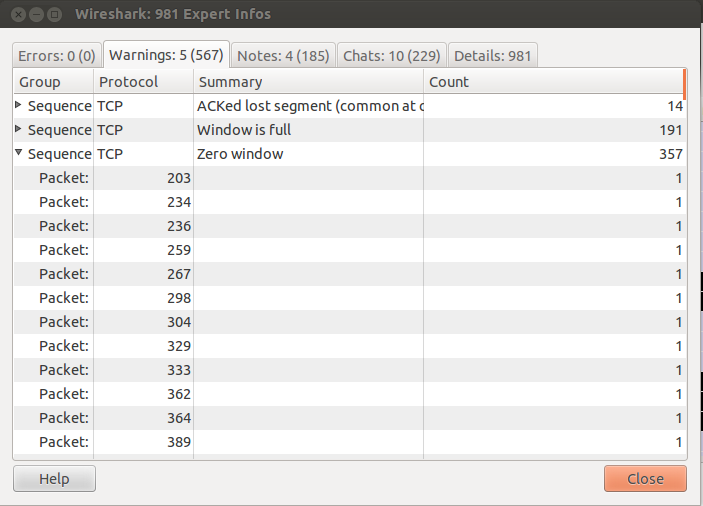 Wireshark: 981 Expert Infos
Errors: 0 (0) Warnings: 5 (567) Notes: 4 (185) Chats: 10 (229) Details: 981
Group Protocol Summary Count
Sequence TCP ACKed lost segment (common at c 14
Sequence TCP Window is full 191
Sequence TCP Zero window 357
Packet: 203 1
Packet: 234 1
Packet: 236 1
Packet: 259 1
Packet: 267 1
Packet: 298 1
Packet: 304 1
Packet: 329 1
Packet: 333 1
Packet: 362 1
Packet: 364 1
Packet: 389 1
Help Close